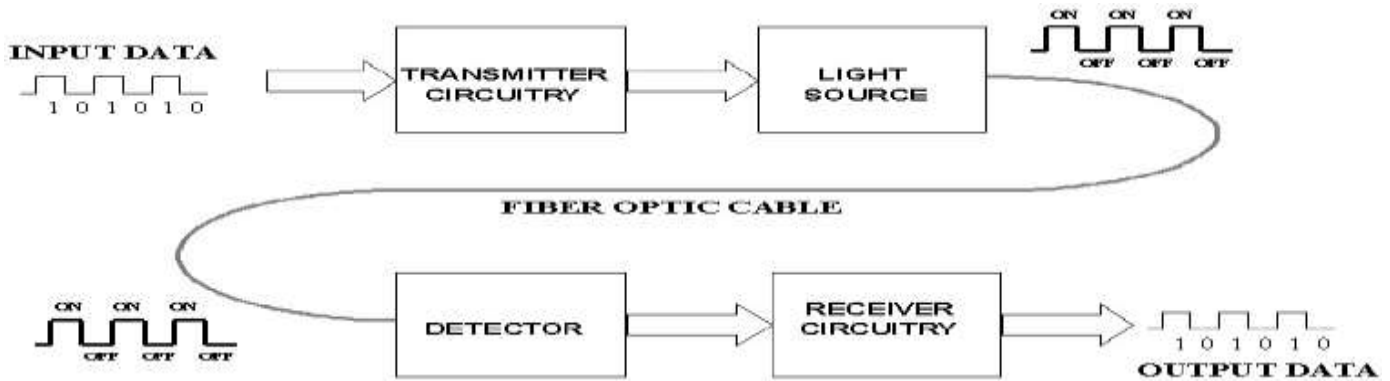 ON ON ON
OFF OFF OFF
INPUT DATA
1 0 1 0 1 0
TRANSMITTER
CIRCUITRY
LIGHT
SOURCE
FIBER OPTIC CABLE
ON ON ON
OFF OFF OFF
DETECTOR
RECEIVER
CIRCUITRY
1 0 1 0 1 0
OUTPUT DATA